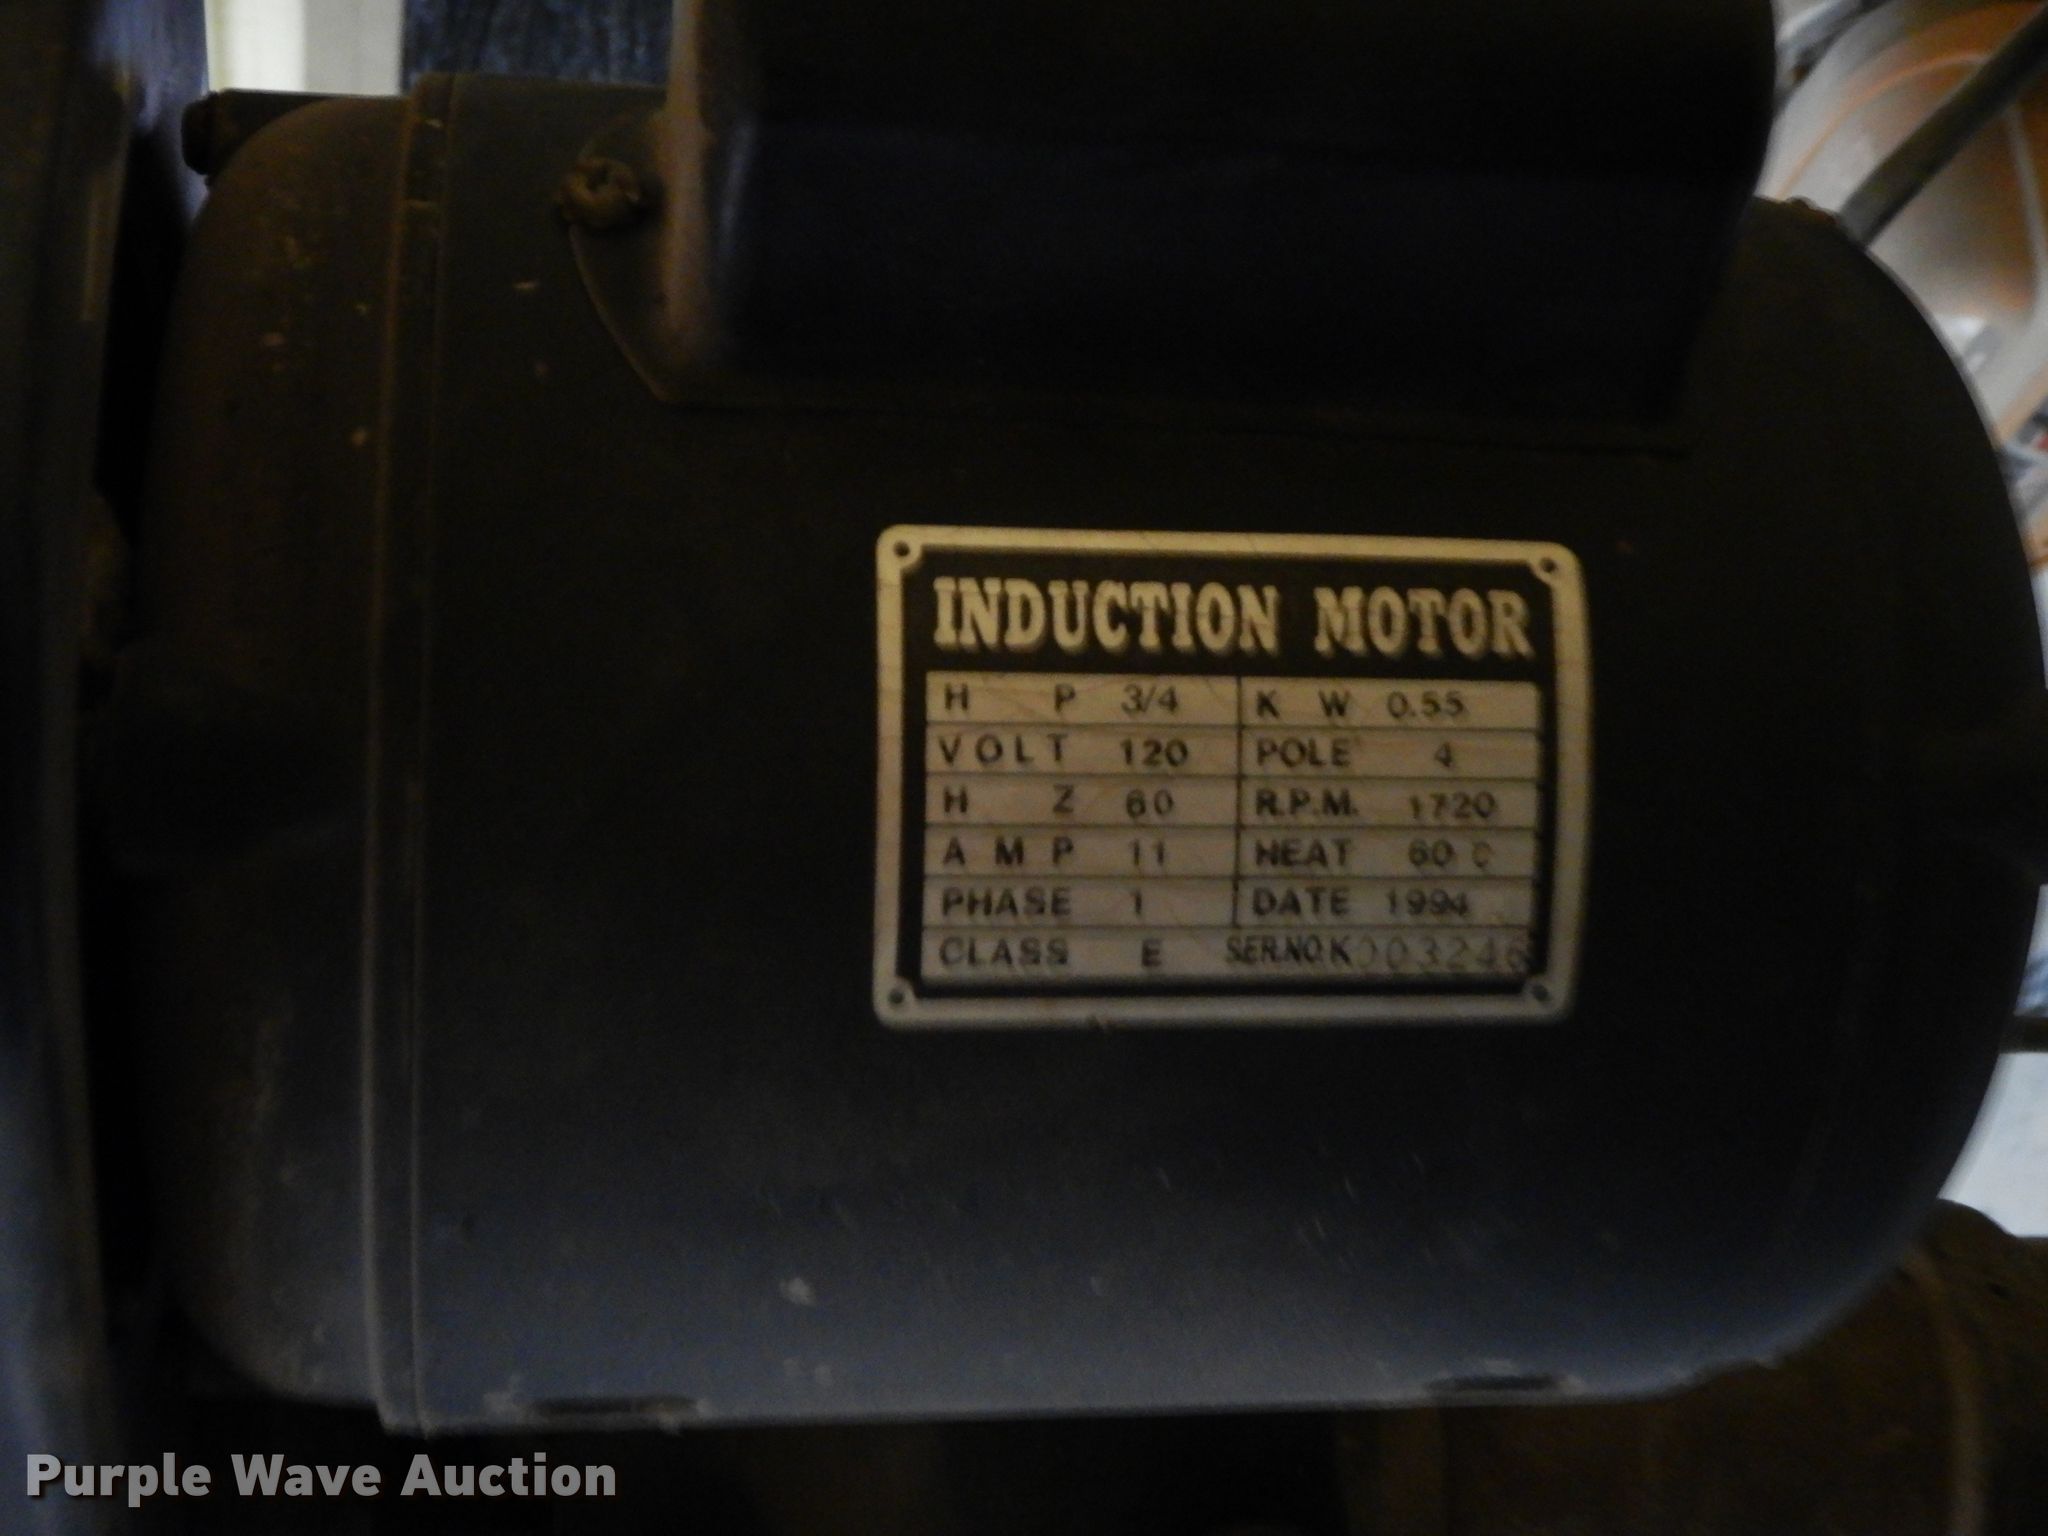 INDUCTION MOTOR
H P 3/4 K W 0.55
VOLT 120 POLE 4
H Z 60 R.P.M. 1720
A M P 11 HEAT 60 C
PHASE 1 DATE 1994
CLASS E SER.NO.K003246
Purple Wave Auction